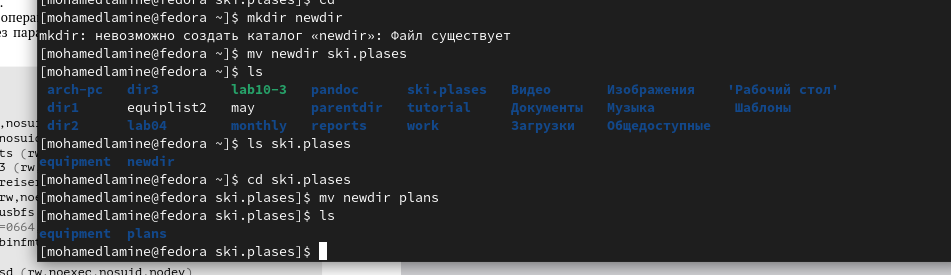 [mohamedlamine@fedora ski.plases]$ cd
[mohamedlamine@fedora ~]$ mkdir newdir
mkdir: невозможно создать каталог «newdir»: Файл существует
[mohamedlamine@fedora ~]$ mv newdir ski.plases
[mohamedlamine@fedora ~]$ ls
arch-pc dir3 lab10-3 pandoc ski.plases Видео Изображения 'Рабочий стол'
dir1 equiplist2 may parentdir tutorial Документы Музыка Шаблоны
dir2 lab04 monthly reports work Загрузки Общедоступные
[mohamedlamine@fedora ~]$ ls ski.plases
equipment newdir
[mohamedlamine@fedora ~]$ cd ski.plases
[mohamedlamine@fedora ski.plases]$ mv newdir plans
[mohamedlamine@fedora ski.plases]$ ls
equipment plans
[mohamedlamine@fedora ski.plases]$
опера
ез пара
,nosui
nosuid
ts (rw
3 (rw
reiser
rw,noe
usbfs
=0664
binfmt
sd (rw,noexec,nosuid,nodev)